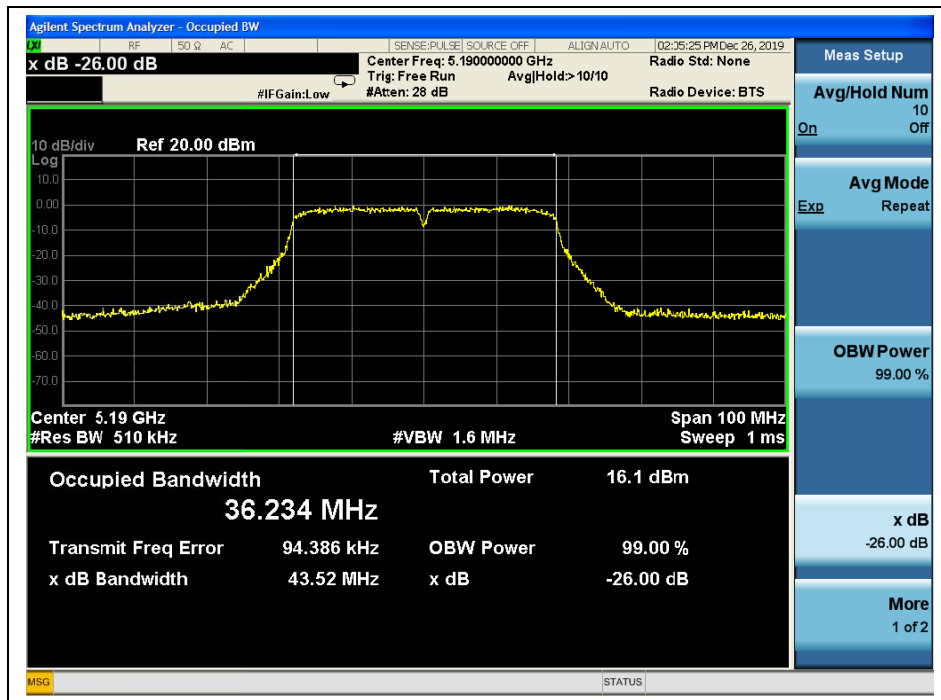 Agilent Spectrum Analyzer - Occupied BW
LXI RF 50 Ω AC SENSE:PULSE SOURCE OFF ALIGN AUTO 02:35:25 PM Dec 26, 2019
x dB -26.00 dB
Center Freq: 5.190000000 GHz Radio Std: None
Trig: Free Run Avg|Hold:>10/10
#IFGain:Low #Atten: 28 dB Radio Device: BTS
10 dB/div Ref 20.00 dBm
Log
10.0
0.00
-10.0
-20.0
-30.0
-40.0
-50.0
-60.0
-70.0
Center 5.19 GHz Span 100 MHz
#Res BW 510 kHz #VBW 1.6 MHz Sweep 1 ms
Occupied Bandwidth Total Power 16.1 dBm
36.234 MHz
Transmit Freq Error 94.386 kHz OBW Power 99.00 %
x dB Bandwidth 43.52 MHz x dB -26.00 dB
Meas Setup
Avg/Hold Num
10
On Off
Avg Mode
Exp Repeat
OBW Power
99.00 %
x dB
-26.00 dB
More
1 of 2
MSG STATUS